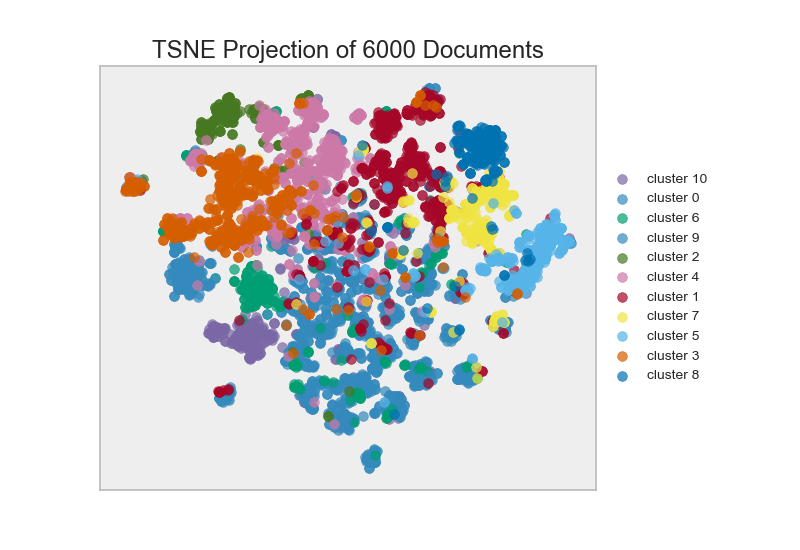 TSNE Projection of 6000 Documents
cluster 10
cluster 0
cluster 6
cluster 9
cluster 2
cluster 4
cluster 1
cluster 7
cluster 5
cluster 3
cluster 8